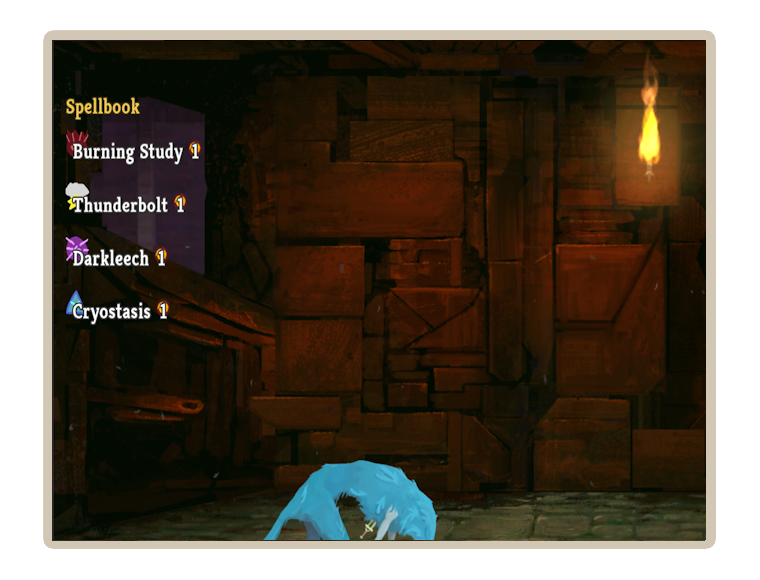 Spellbook
Burning Study 1
Thunderbolt 1
Darkleech 1
Cryostasis 1